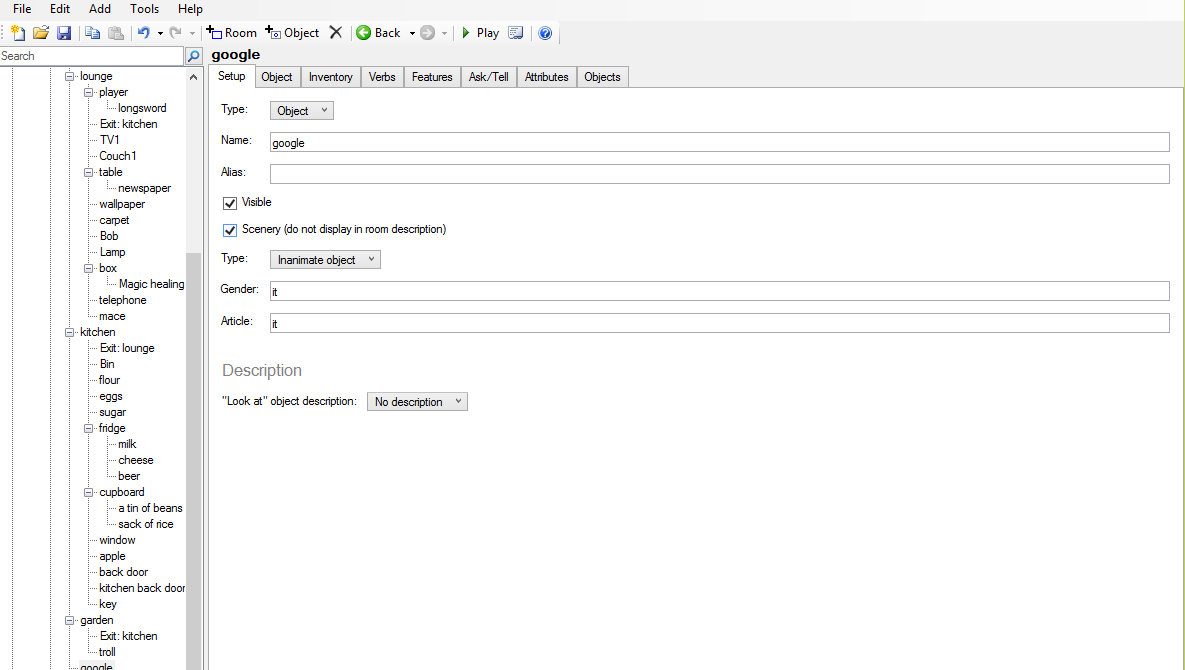 File Edit Add Tools Help
Room Object Back Play
Search
google
Setup Object Inventory Verbs Features Ask/Tell Attributes Objects
lounge
player
longsword
Exit: kitchen
TV1
Couch1
table
newspaper
wallpaper
carpet
Bob
Lamp
box
Magic healing
telephone
mace
kitchen
Exit: lounge
Bin
flour
eggs
sugar
fridge
milk
cheese
beer
cupboard
a tin of beans
sack of rice
window
apple
back door
kitchen back door
key
garden
Exit: kitchen
troll
google
Type: Object
Name: google
Alias:
Visible
Scenery (do not display in room description)
Type: Inanimate object
Gender: it
Article: it
Description
"Look at" object description: No description